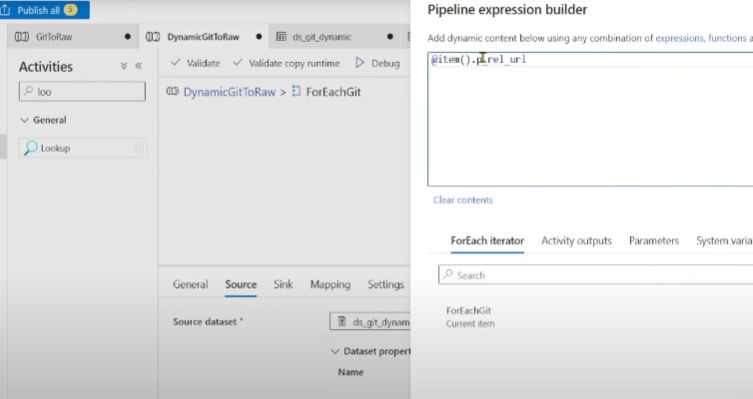 Publish all 5
GitToRaw
DynamicGitToRaw
ds_git_dynamic
Activities
loo
General
Lookup
Validate
Validate copy runtime
Debug
DynamicGitToRaw > ForEachGit
General
Source
Sink
Mapping
Settings
Source dataset *
ds_git_dynam
Dataset propert
Name
Pipeline expression builder
Add dynamic content below using any combination of expressions, functions a
@item().p_rel_url
Clear contents
ForEach iterator
Activity outputs
Parameters
System varia
Search
ForEachGit
Current item